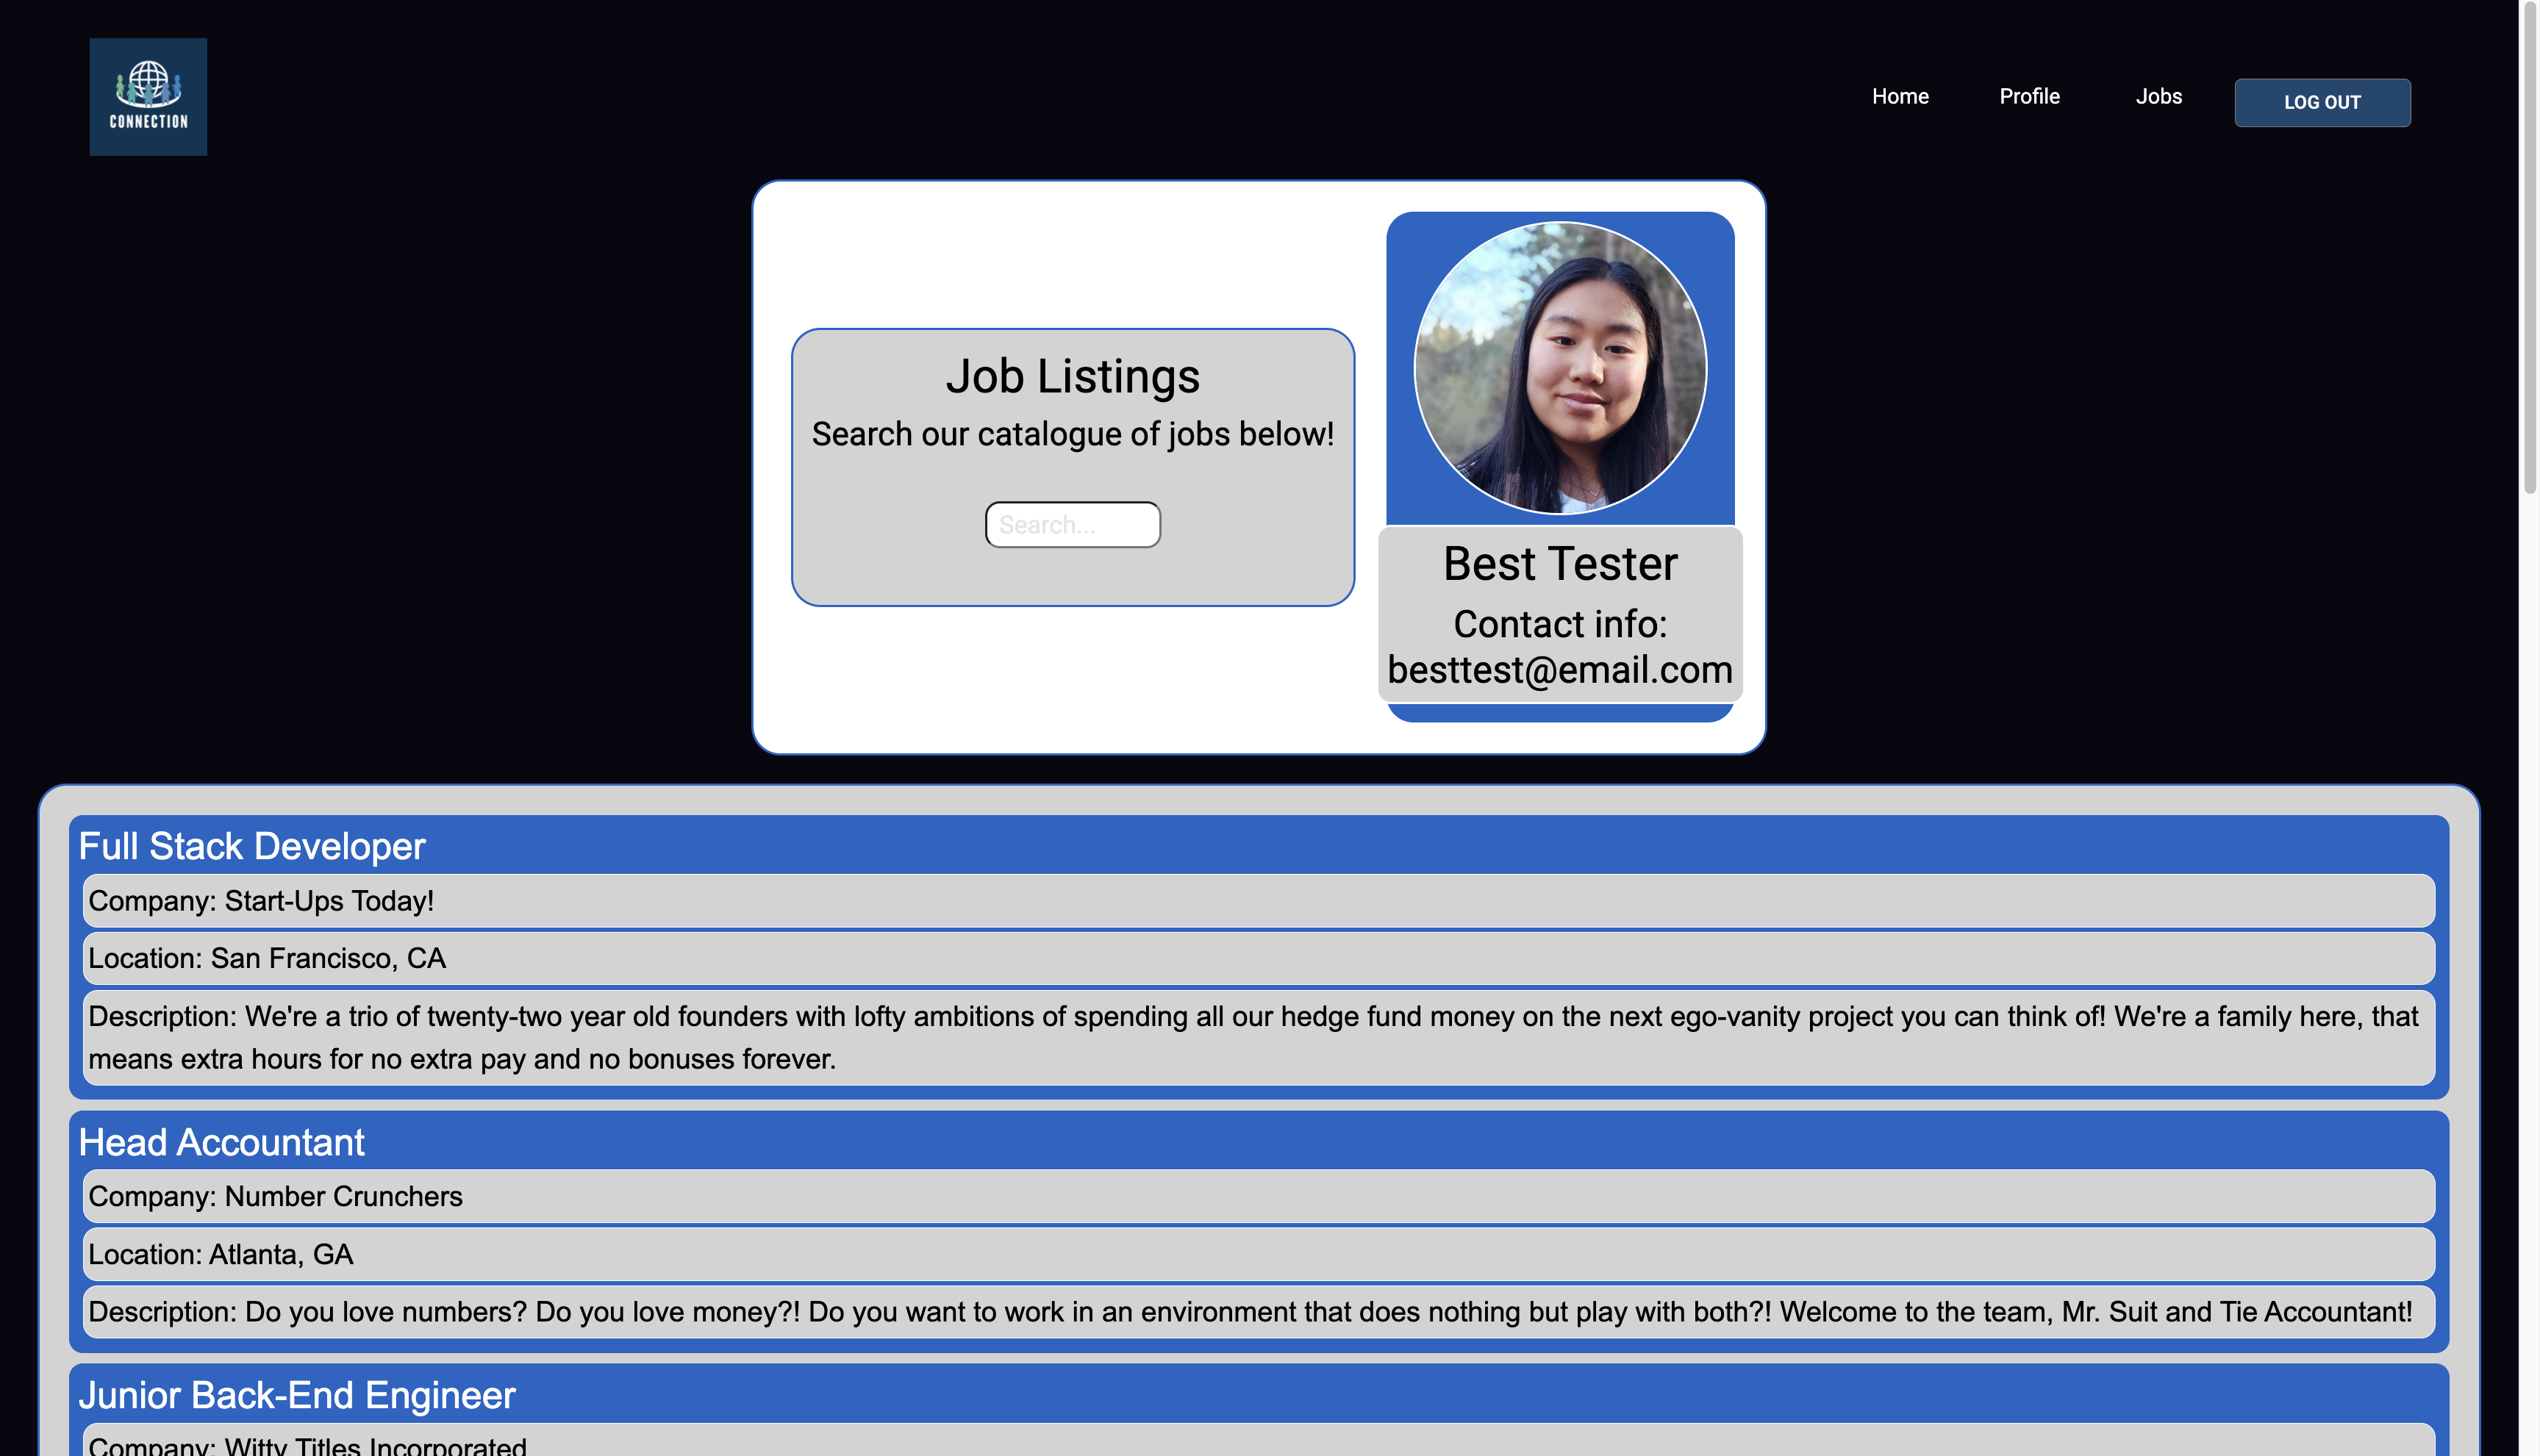 CONNECTION
Home
Profile
Jobs
LOG OUT
Job Listings
Search our catalogue of jobs below!
Search...
Best Tester
Contact info:
besttest@email.com
Full Stack Developer
Company: Start-Ups Today!
Location: San Francisco, CA
Description: We're a trio of twenty-two year old founders with lofty ambitions of spending all our hedge fund money on the next ego-vanity project you can think of! We're a family here, that
means extra hours for no extra pay and no bonuses forever.
Head Accountant
Company: Number Crunchers
Location: Atlanta, GA
Description: Do you love numbers? Do you love money?! Do you want to work in an environment that does nothing but play with both?! Welcome to the team, Mr. Suit and Tie Accountant!
Junior Back-End Engineer
Company: Witty Titles Incorporated